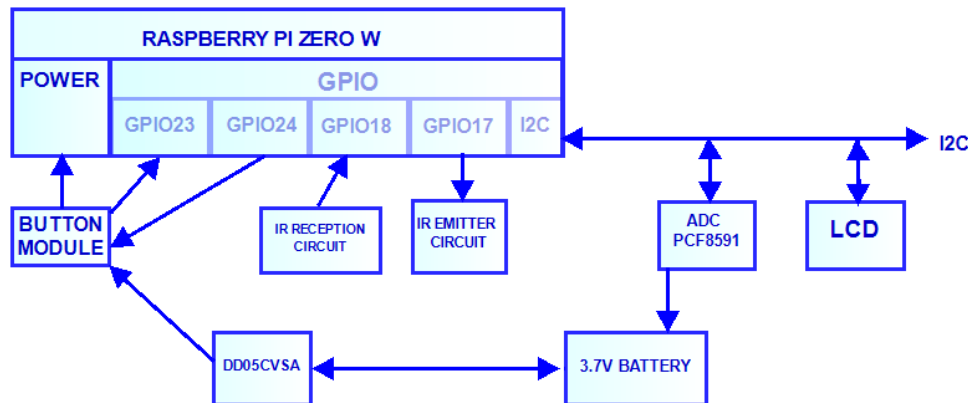 RASPBERRY PI ZERO W
POWER
GPIO
GPIO23
GPIO24
GPIO18
GPIO17
I2C
I2C
BUTTON
MODULE
IR RECEPTION
CIRCUIT
IR EMITTER
CIRCUIT
ADC
PCF8591
LCD
DD05CVSA
3.7V BATTERY